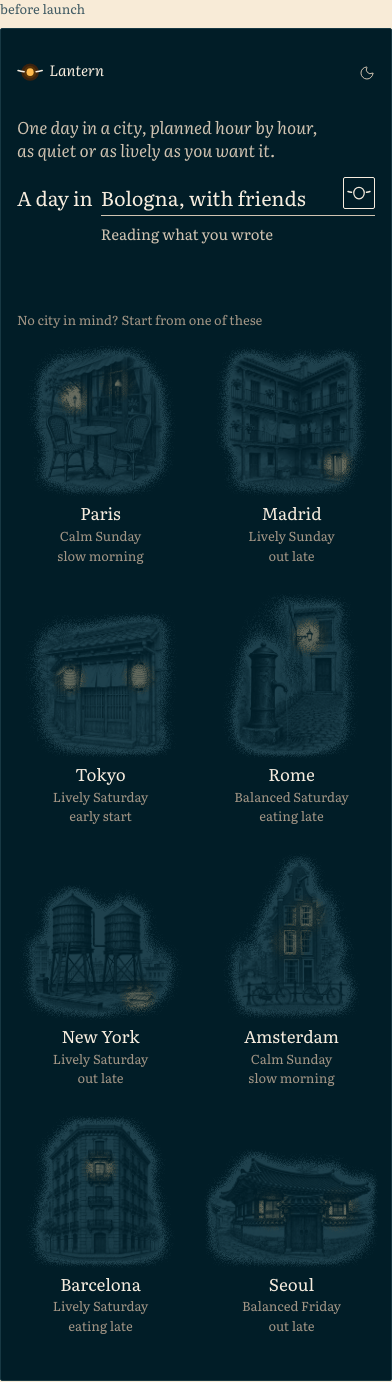 before launch
Lantern
One day in a city, planned hour by hour,
as quiet or as lively as you want it.
A day in Bologna, with friends
Reading what you wrote
No city in mind? Start from one of these
Paris
Calm Sunday
slow morning
Madrid
Lively Sunday
out late
Tokyo
Lively Saturday
early start
Rome
Balanced Saturday
eating late
New York
Lively Saturday
out late
Amsterdam
Calm Sunday
slow morning
Barcelona
Lively Saturday
eating late
Seoul
Balanced Friday
out late